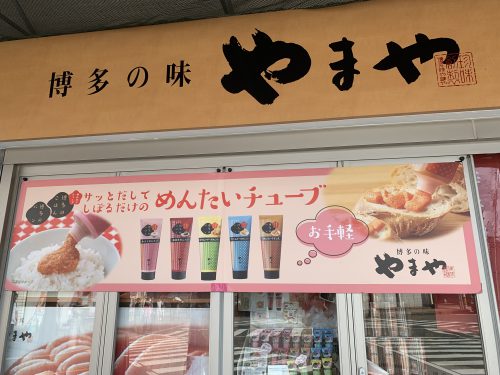 博多の味 やまや
サッとだして
しぼるだけの
めんたいチューブ
お手軽
博多の味
やまや